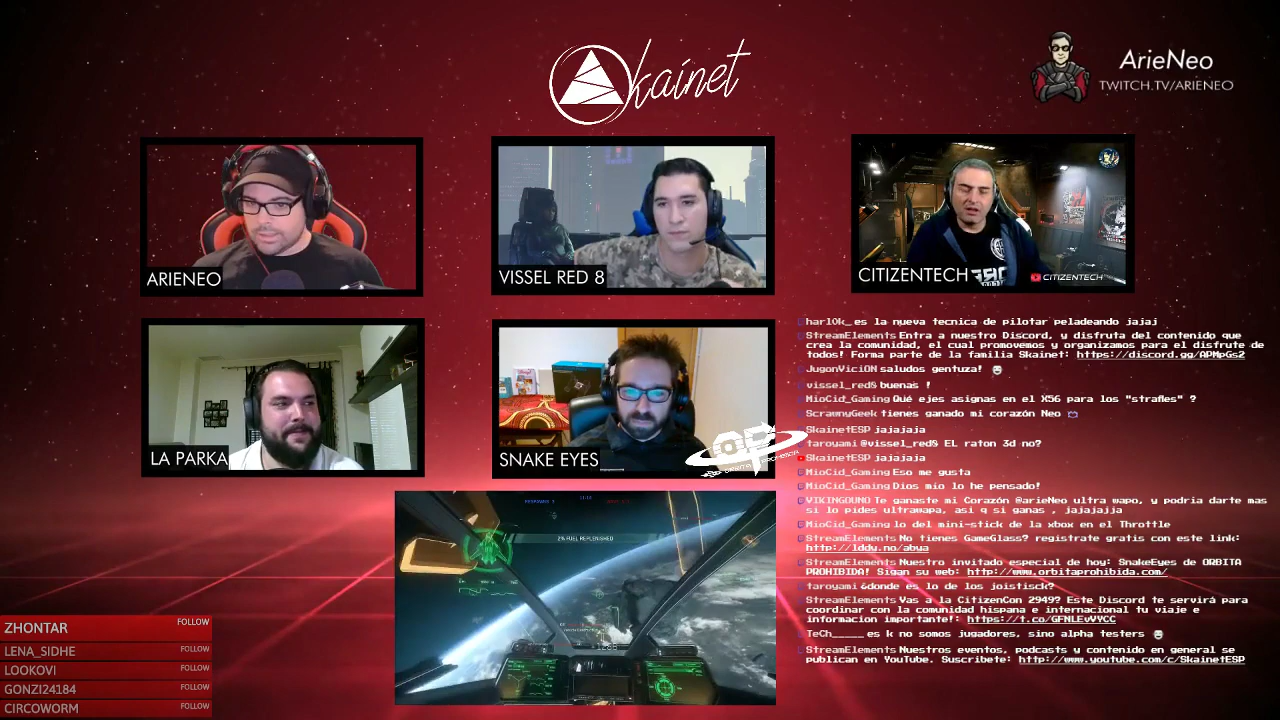 kainet
ArieNeo
TWITCH.TV/ARIENEO
ARIENEO
VISSEL RED 8
CITIZENTECH
CITIZENTECH
LA PARKA
SNAKE EYES
OP
harl0k_ es la nueva tecnica de pilotar peladeando jajaj
StreamElements Entra a nuestro Discord, y disfruta del contenido que
crea la comunidad, el cual promovemos y organizamos para el disfrute de
todos! Forma parte de la familia Skainet: https://discord.gg/APMpGs2
JugonViciON saludos gentuza!
vissel_red8 buenas !
MioCid_Gaming Qué ejes asignas en el X56 para los "strafles" ?
ScrawnyGeek tienes ganado mi corazón Neo
SkainetESP jajajaja
taroyami @vissel_red8 EL raton 3d no?
SkainetESP jajajaja
MioCid_Gaming Eso me gusta
MioCid_Gaming Dios mio lo he pensado!
VIKINGOUNO Te ganaste mi Corazón @arieNeo ultra wapo, y podria darte mas
si lo pides ultrawapa, asi q si ganas , jajajajja
MioCid_Gaming lo del mini-stick de la xbox en el Throttle
StreamElements No tienes GameGlass? registrate gratis con este link:
http://lddy.no/abya
StreamElements Nuestro invitado especial de hoy: SnakeEyes de ORBITA
PROHIBIDA! Sigan su web: http://www.orbitaprohibida.com/
taroyami &donde es lo de los joistisck?
StreamElements Vas a la CitizenCon 2949? Este Discord te servirá para
coordinar con la comunidad hispana e internacional tu viaje e
informacion importante!: https://t.co/GFNLEvVYCC
TeCh_____ es k no somos jugadores, sino alpha testers
StreamElements Nuestros eventos, podcasts y contenido en general se
publican en YouTube. Suscribete: http://www.youtube.com/c/SkainetESP
2% FUEL REPLENISHED
ZHONTAR FOLLOW
LENA_SIDHE FOLLOW
LOOKOVI FOLLOW
GONZI24184 FOLLOW
CIRCOWORM FOLLOW